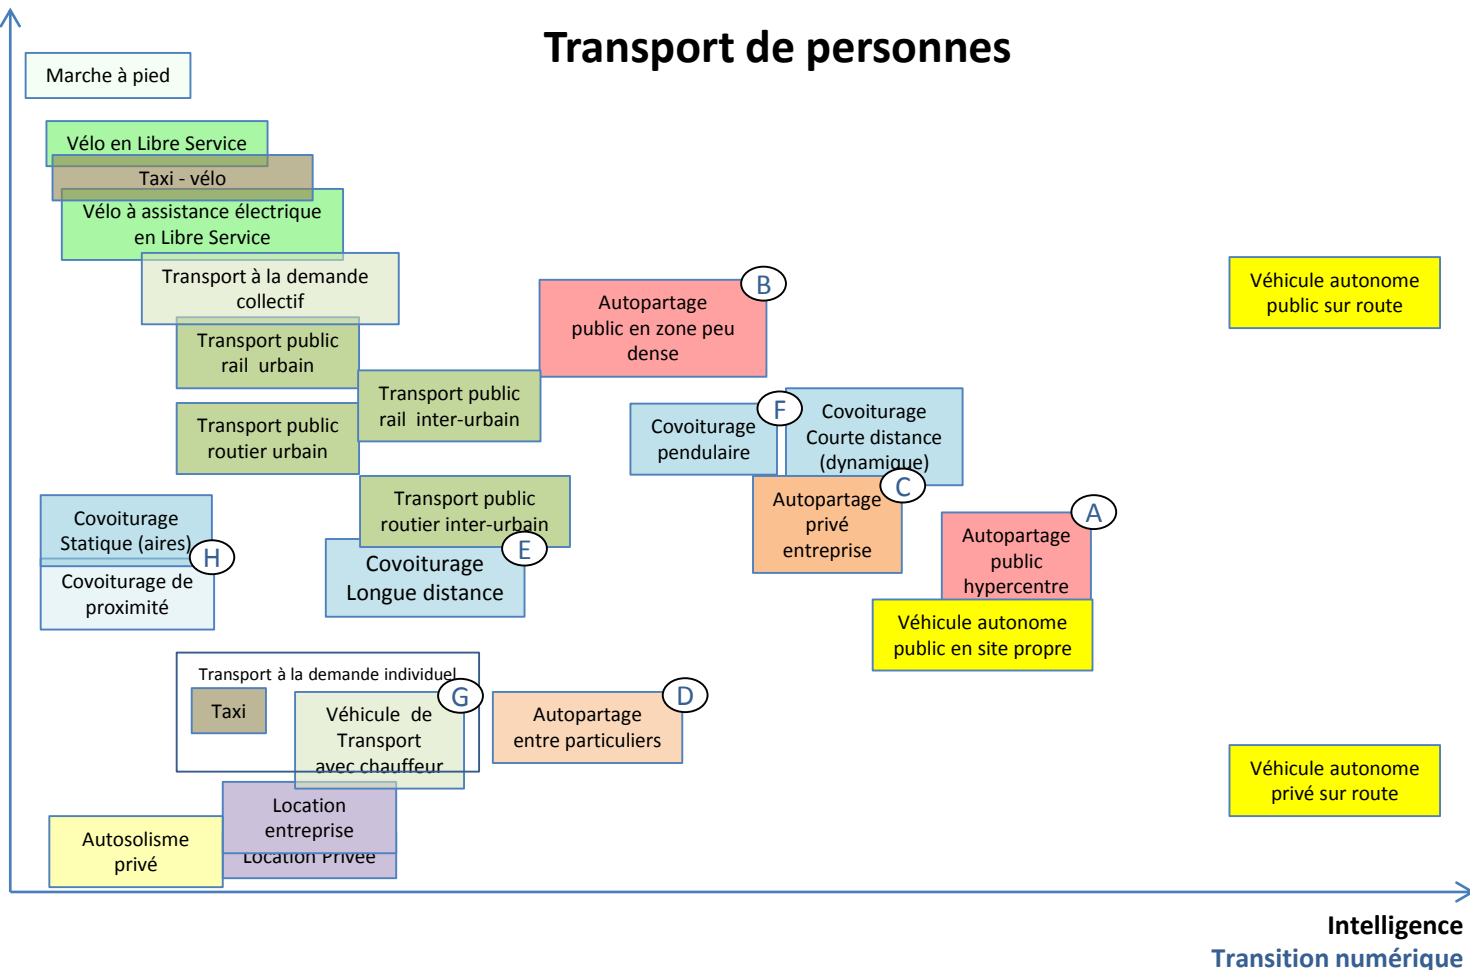 Transport de personnes
Marche à pied
Vélo en Libre Service
Taxi - vélo
Vélo à assistance électrique
en Libre Service
Transport à la demande
collectif
Transport public
rail urbain
Transport public
rail inter-urbain
Transport public
routier urbain
Transport public
routier inter-urbain
B
Autopartage
public en zone peu
dense
Véhicule autonome
public sur route
F
Covoiturage
pendulaire
Covoiturage
Courte distance
(dynamique)
C
Autopartage
privé
entreprise
A
Autopartage
public
hypercentre
Véhicule autonome
public en site propre
Covoiturage
Statique (aires)
H
Covoiturage de
proximité
E
Covoiturage
Longue distance
Transport à la demande individuel
Taxi
G
Véhicule de
Transport
avec chauffeur
D
Autopartage
entre particuliers
Véhicule autonome
privé sur route
Location
entreprise
Location Privée
Autosolisme
privé
Intelligence
Transition numérique